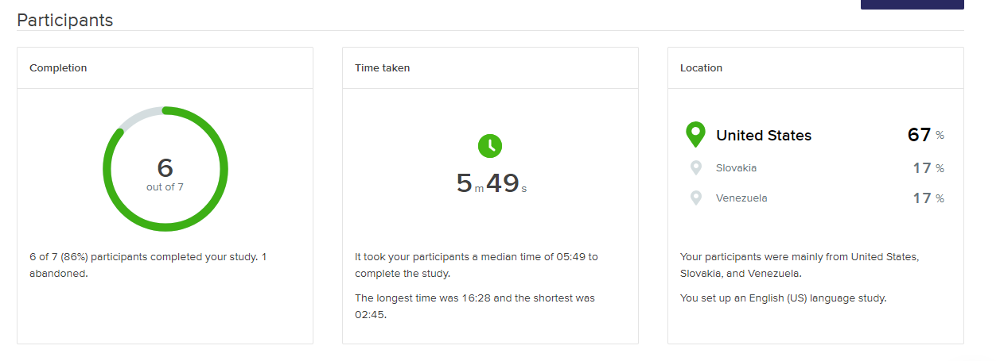 Participants
Completion
6
out of 7
6 of 7 (86%) participants completed your study. 1
abandoned.
Time taken
5 m 49 s
It took your participants a median time of 05:49 to
complete the study.
The longest time was 16:28 and the shortest was
02:45.
Location
United States 67 %
Slovakia 17 %
Venezuela 17 %
Your participants were mainly from United States,
Slovakia, and Venezuela.
You set up an English (US) language study.